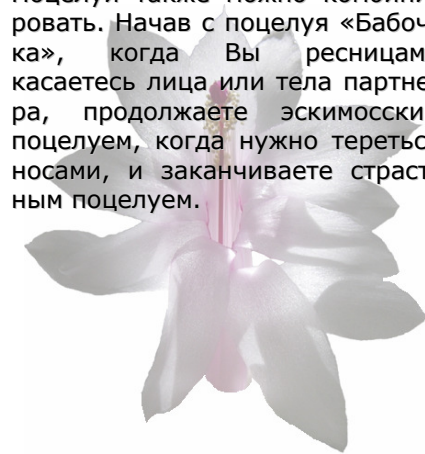 Поцелуи также можно комбини
ровать. Начав с поцелуя «Бабоч
ка», когда Вы ресницам
касаетесь лица или тела партне
ра, продолжаете эскимосски
поцелуем, когда нужно теретьс
носами, и заканчиваете страст
ным поцелуем.